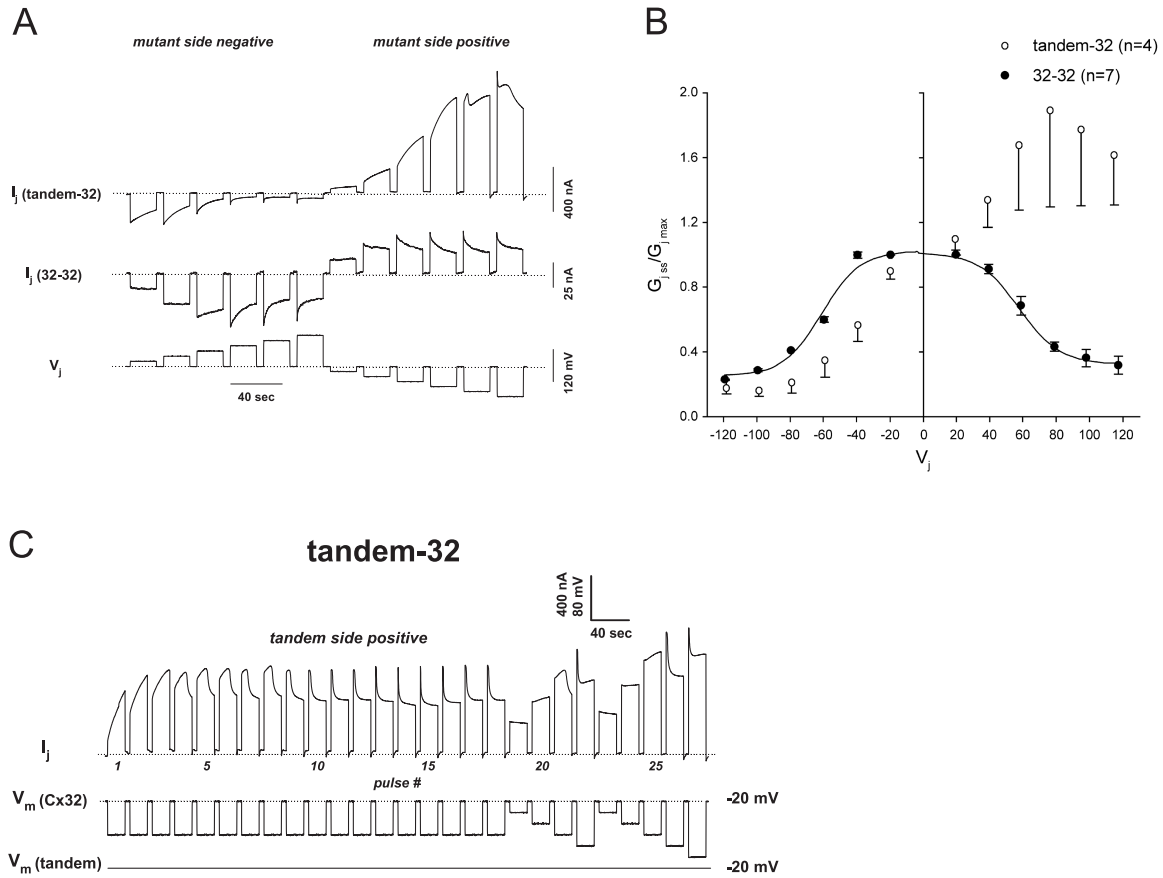 A
mutant side negative
mutant side positive
Ij (tandem-32)
400 nA
Ij (32-32)
25 nA
Vj
120 mV
40 sec
B
tandem-32 (n=4)
32-32 (n=7)
2.0
1.6
1.2
0.8
0.4
0.0
Gj ss/Gj max
-120 -100 -80 -60 -40 -20 0 20 40 60 80 100 120
Vj
C
tandem-32
400 nA
80 mV
40 sec
tandem side positive
Ij
1 5 10 15 20 25
pulse #
Vm (Cx32)
-20 mV
Vm (tandem)
-20 mV